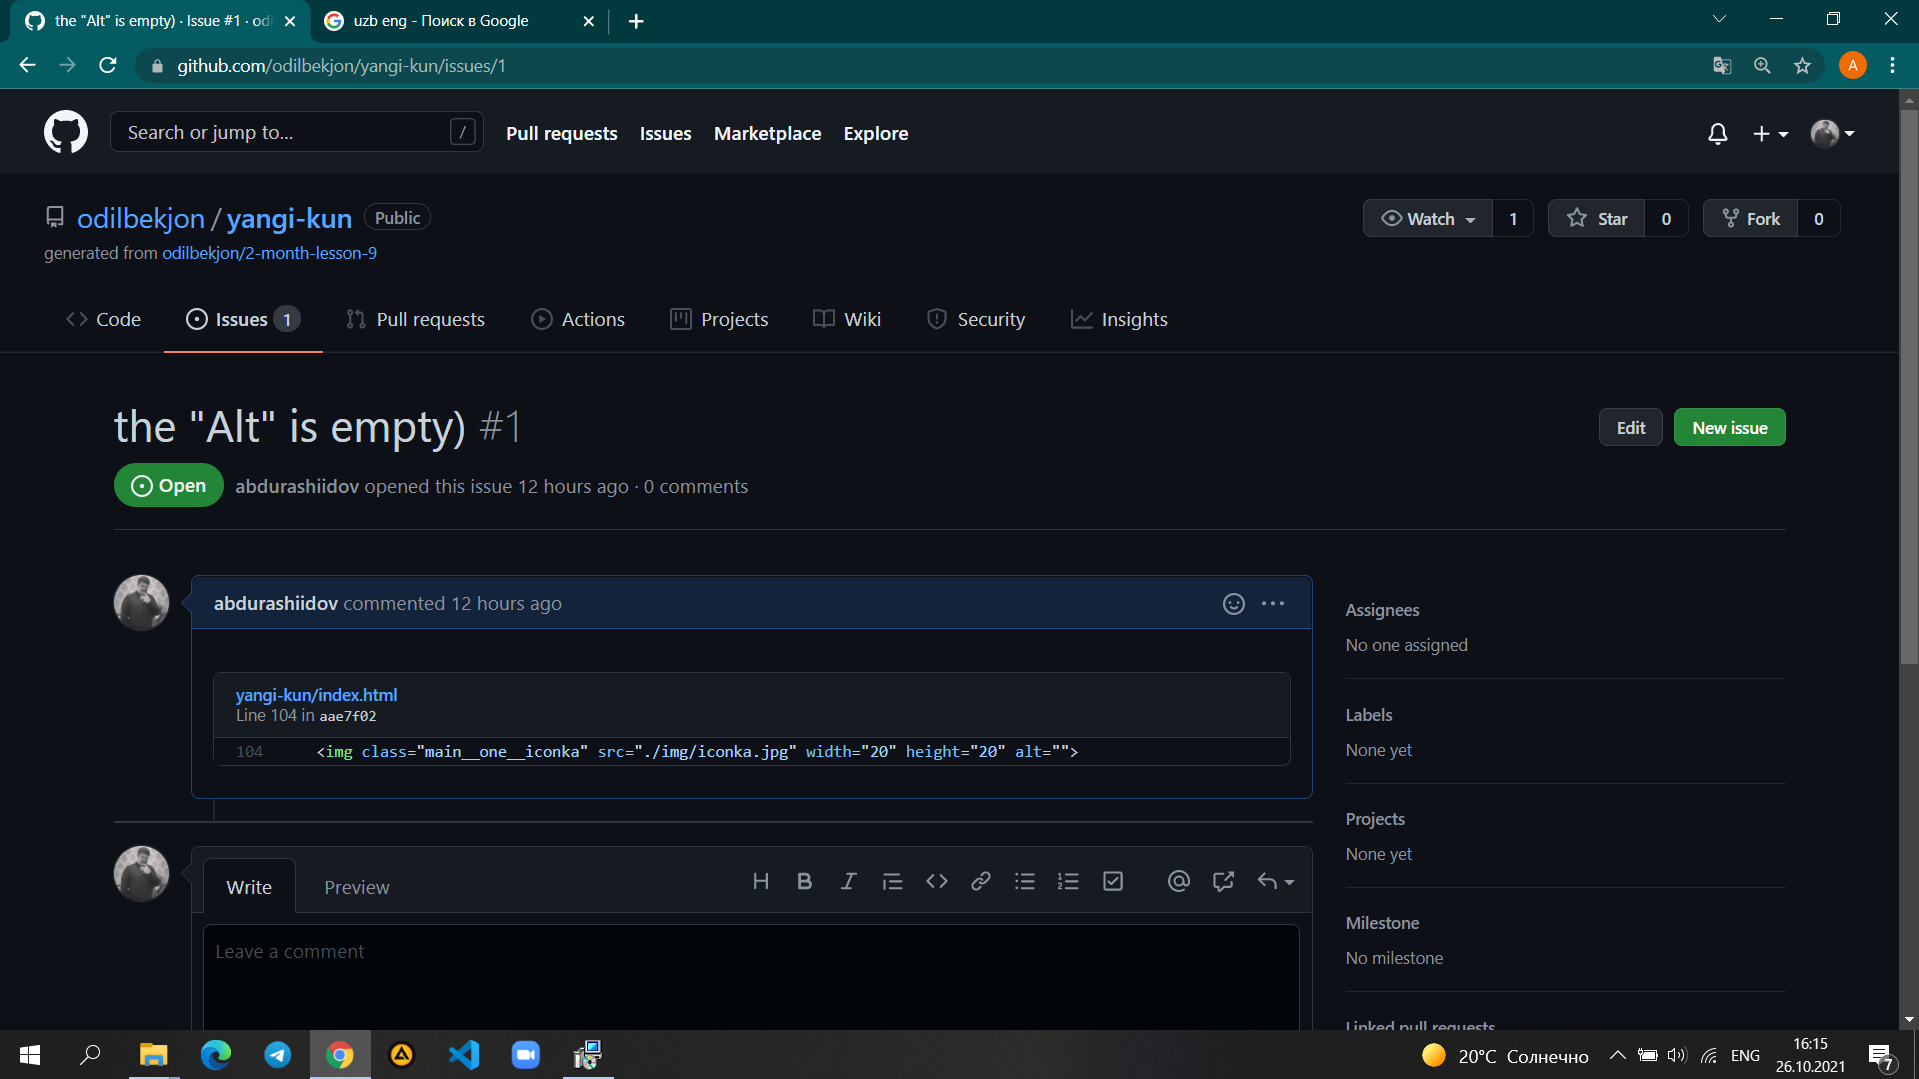 the "Alt" is empty) · Issue #1 · odi
uzb eng - Поиск в Google
github.com/odilbekjon/yangi-kun/issues/1
A
Search or jump to... /
Pull requests
Issues
Marketplace
Explore
odilbekjon / yangi-kun Public
generated from odilbekjon/2-month-lesson-9
Watch 1
Star 0
Fork 0
Code
Issues 1
Pull requests
Actions
Projects
Wiki
Security
Insights
the "Alt" is empty) #1
Edit
New issue
Open
abdurashiidov opened this issue 12 hours ago · 0 comments
abdurashiidov commented 12 hours ago
yangi-kun/index.html
Line 104 in aae7f02
104 <img class="main__one__iconka" src="./img/iconka.jpg" width="20" height="20" alt="">
Assignees
No one assigned
Labels
None yet
Projects
None yet
Milestone
No milestone
Linked pull requests
Write
Preview
Leave a comment
20°C Солнечно
ENG
16:15
26.10.2021
7